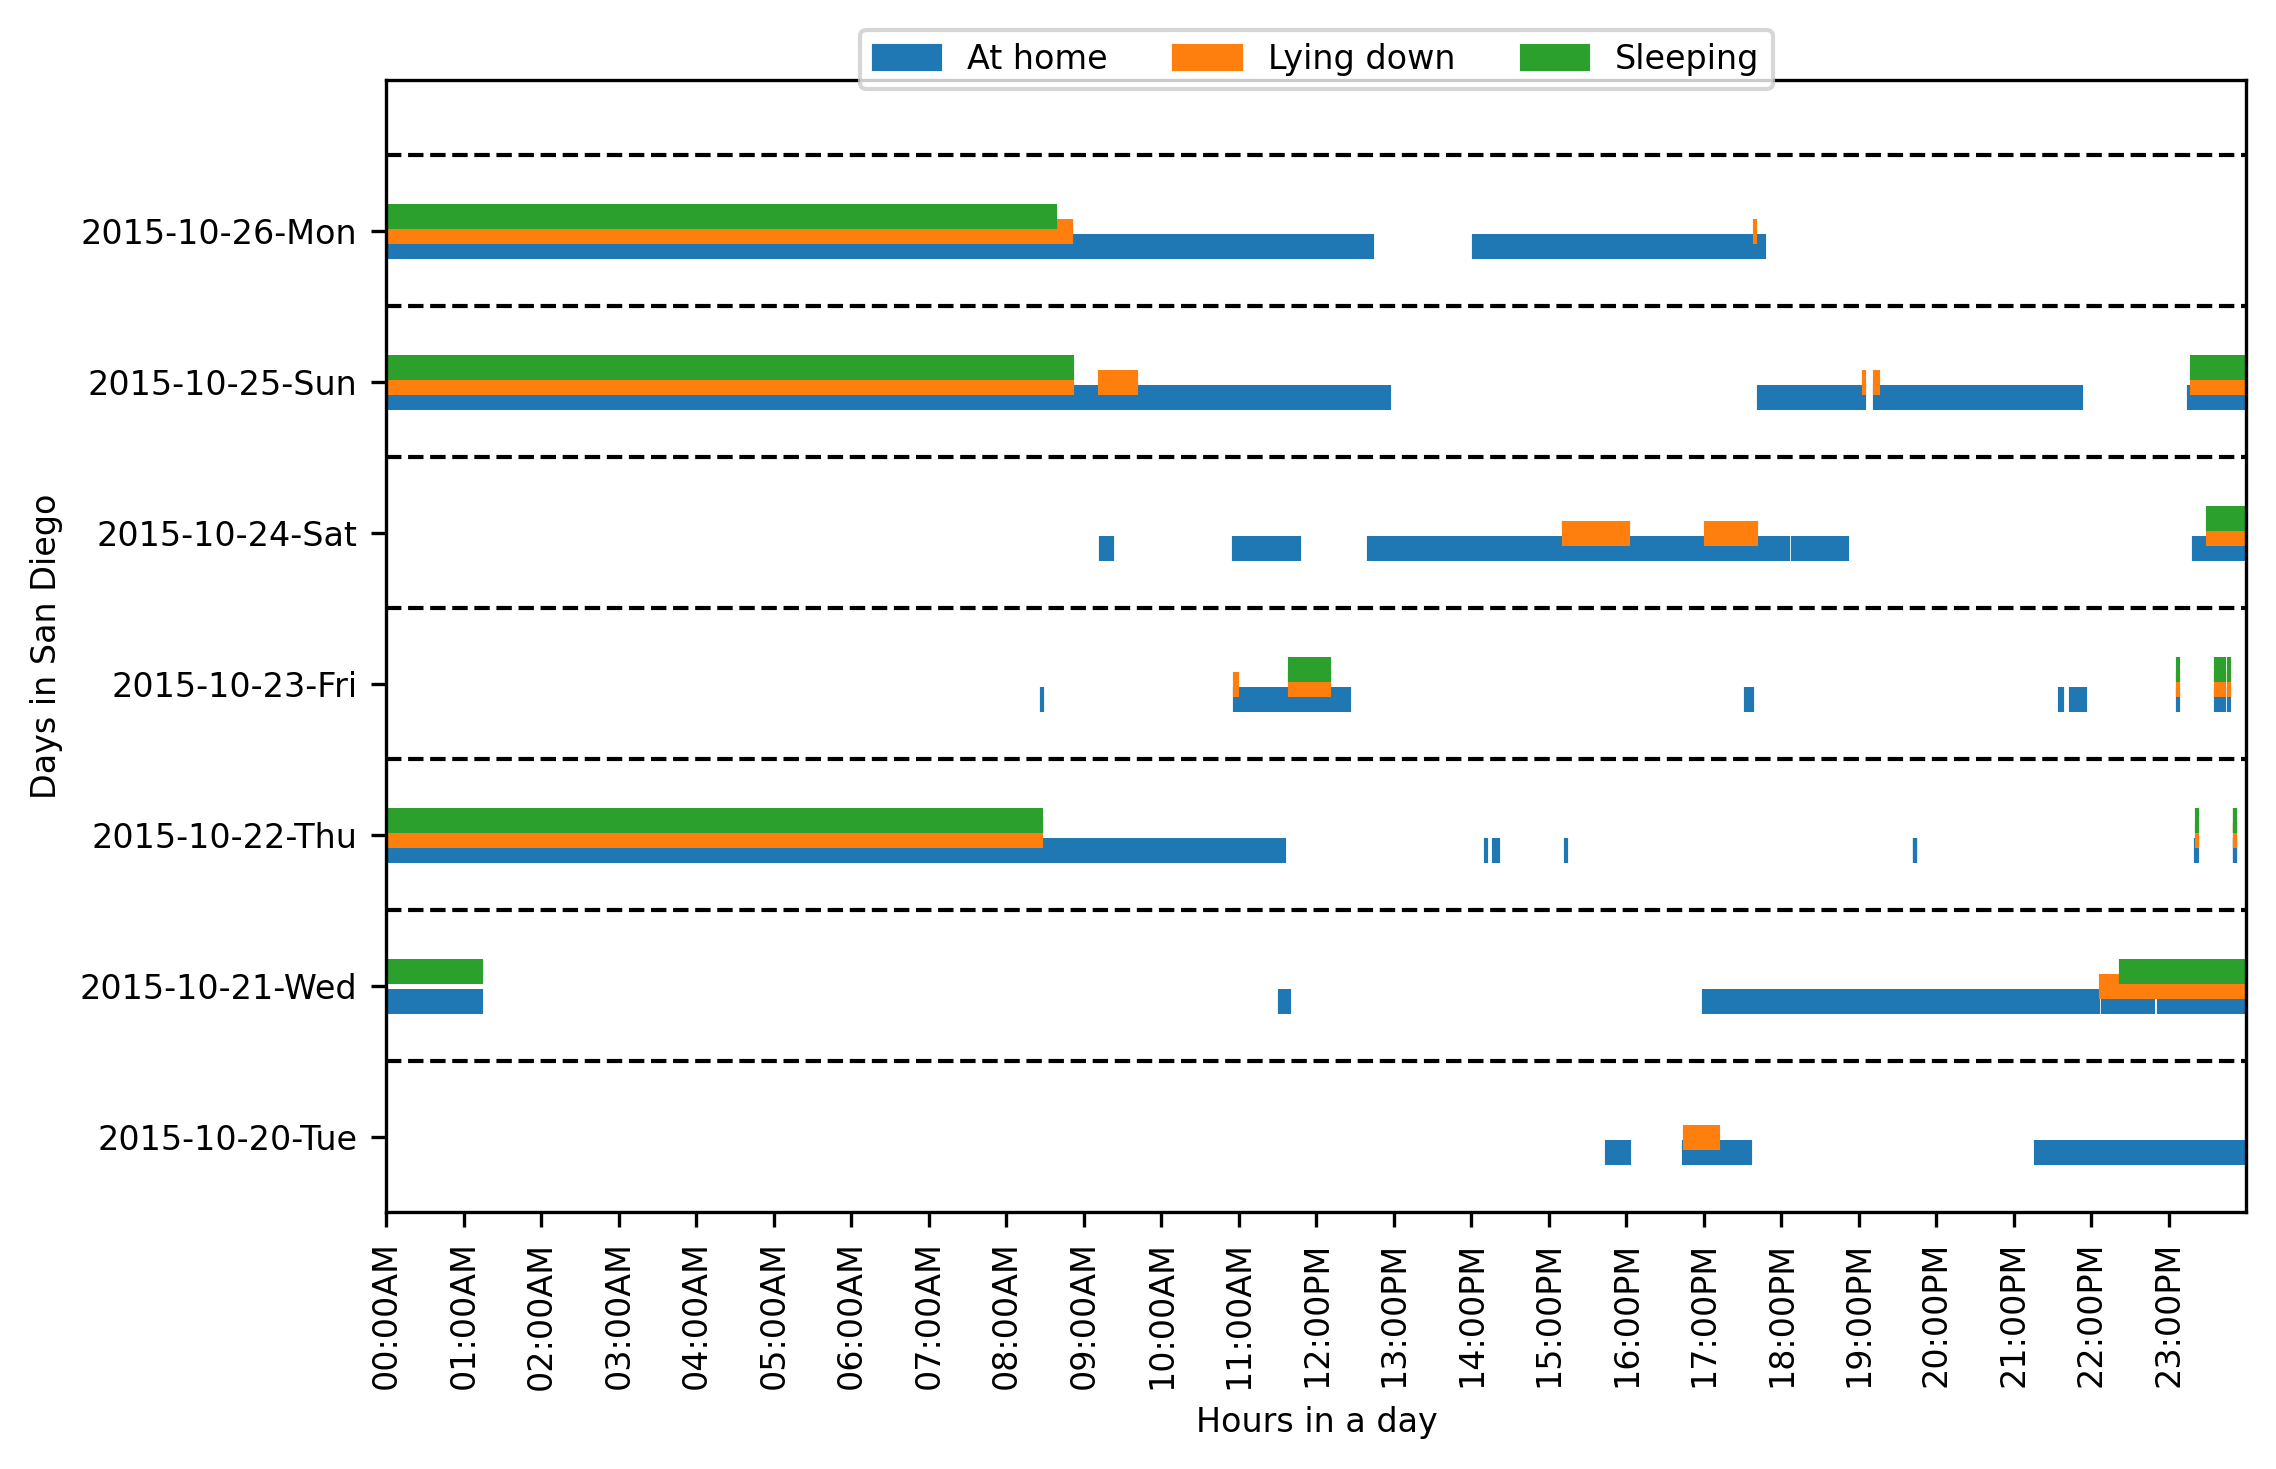 At home Lying down Sleeping
2015-10-26-Mon
2015-10-25-Sun
2015-10-24-Sat
2015-10-23-Fri
2015-10-22-Thu
2015-10-21-Wed
2015-10-20-Tue
Days in San Diego
00:00AM
01:00AM
02:00AM
03:00AM
04:00AM
05:00AM
06:00AM
07:00AM
08:00AM
09:00AM
10:00AM
11:00AM
12:00PM
13:00PM
14:00PM
15:00PM
16:00PM
17:00PM
18:00PM
19:00PM
20:00PM
21:00PM
22:00PM
23:00PM
Hours in a day